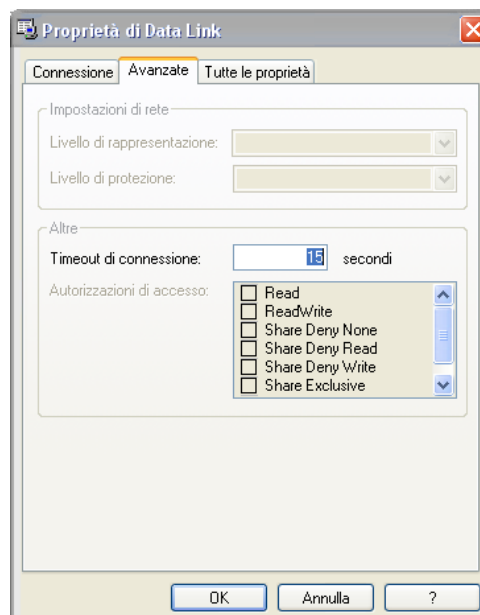 Proprietà di Data Link
Connessione Avanzate Tutte le proprietà
Impostazioni di rete
Livello di rappresentazione:
Livello di protezione:
Altre
Timeout di connessione: 15 secondi
Autorizzazioni di accesso:
Read
ReadWrite
Share Deny None
Share Deny Read
Share Deny Write
Share Exclusive
OK Annulla ?